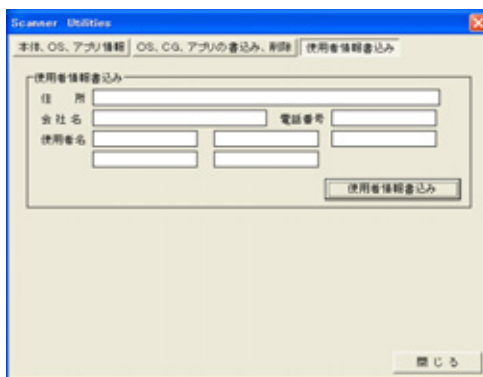 Scanner Utilities
本体、OS、アプリ情報 OS、CG、アプリの書込み、削除 使用者情報書込み
使用者情報書込み
住 所
会 社 名 電話番号
使用者名
使用者情報書込み
閉 じ る